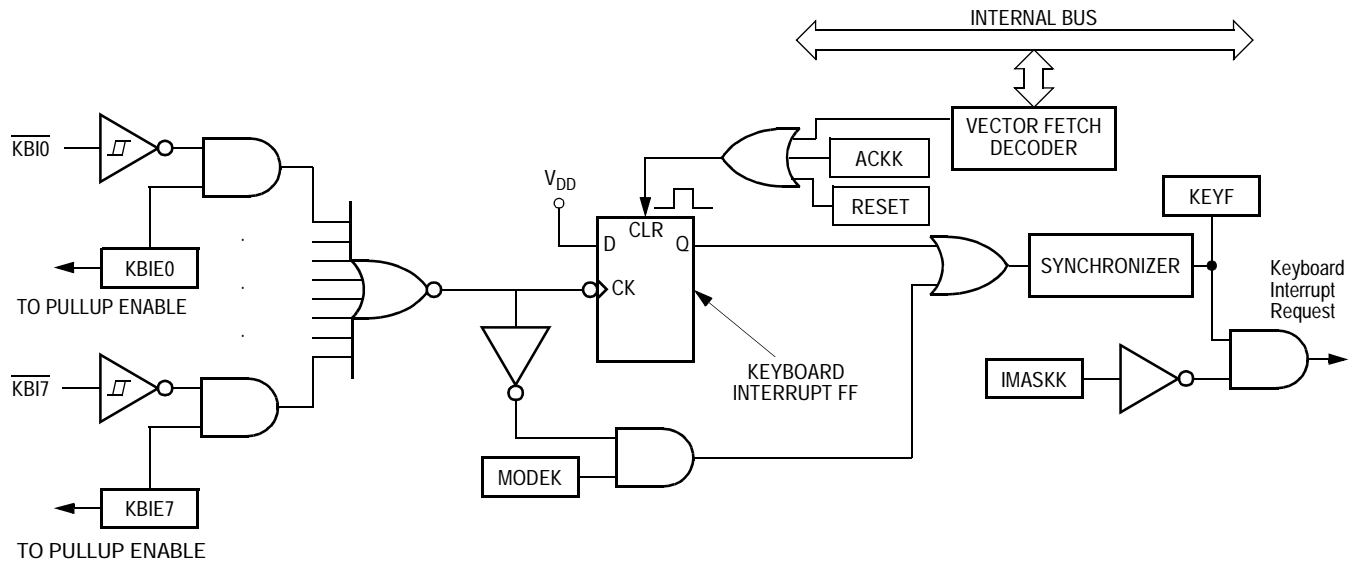 INTERNAL BUS
KBI0
VECTOR FETCH
DECODER
ACKK
VDD
RESET
KEYF
CLR
D
Q
KBIE0
SYNCHRONIZER
Keyboard
Interrupt
Request
CK
TO PULLUP ENABLE
KBI7
KEYBOARD
INTERRUPT FF
IMASKK
MODEK
KBIE7
TO PULLUP ENABLE